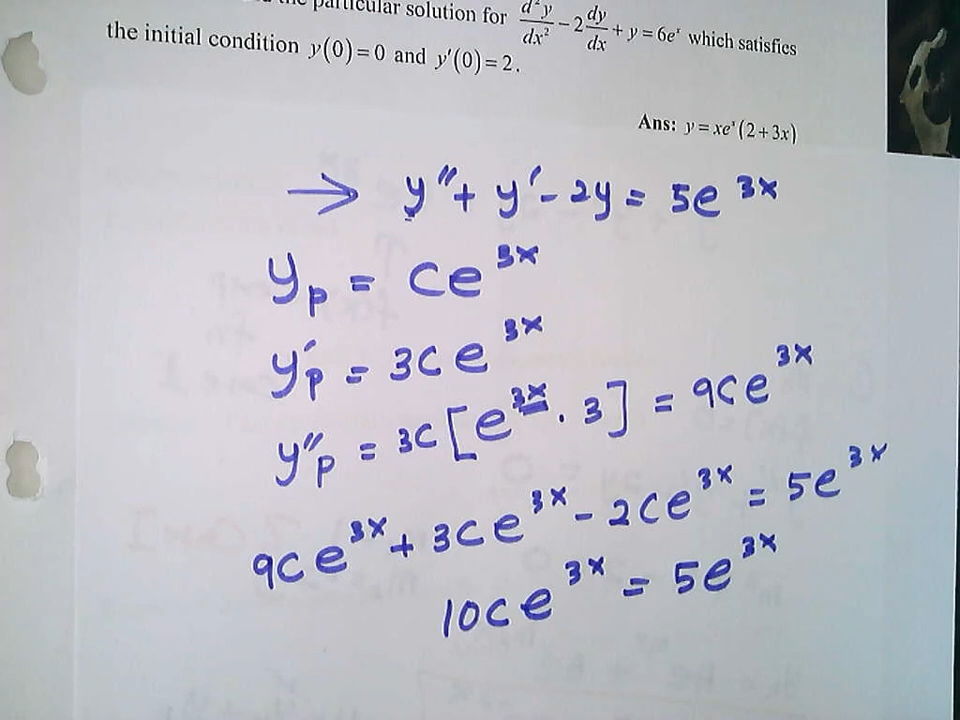 particular solution for d²y/dx² − 2 dy/dx + y = 6eˣ which satisfies
the initial condition y(0) = 0 and y′(0) = 2.
Ans: y = xeˣ(2 + 3x)
→ y″ + y′ − 2y = 5e³ˣ
yₚ = ce³ˣ
y′ₚ = 3ce³ˣ
y″ₚ = 3c[e³ˣ · 3] = 9ce³ˣ
9ce³ˣ + 3ce³ˣ − 2ce³ˣ = 5e³ˣ
10ce³ˣ = 5e³ˣ